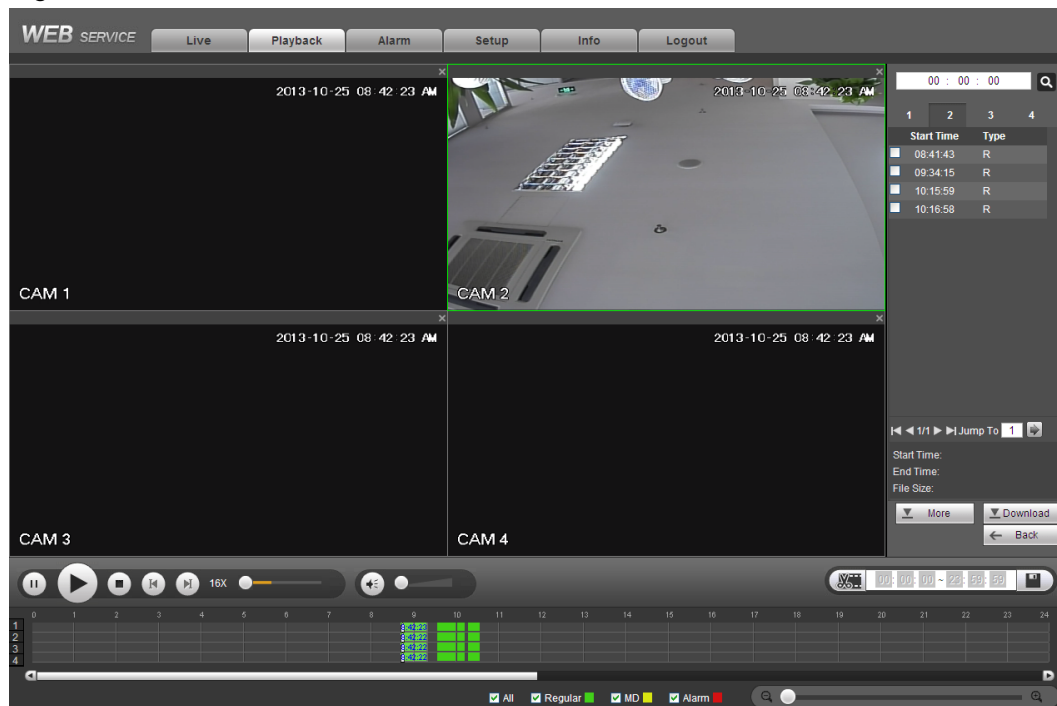 WEB SERVICE
Live Playback Alarm Setup Info Logout
2013-10-25 08:42:23 AM
CAM 1
2013-10-25 08:42:23 AM
CAM 2
2013-10-25 08:42:23 AM
CAM 3
2013-10-25 08:42:23 AM
CAM 4
00 : 00 : 00
1 2 3 4
Start Time Type
08:41:43 R
09:34:15 R
10:15:59 R
10:16:58 R
1/1 Jump To 1
Start Time:
End Time:
File Size:
More Download
Back
16X
00: 00: 00 ~ 23: 59: 59
0 1 2 3 4 5 6 7 8 9 10 11 12 13 14 15 16 17 18 19 20 21 22 23 24
1
2
3
4
All Regular MD Alarm